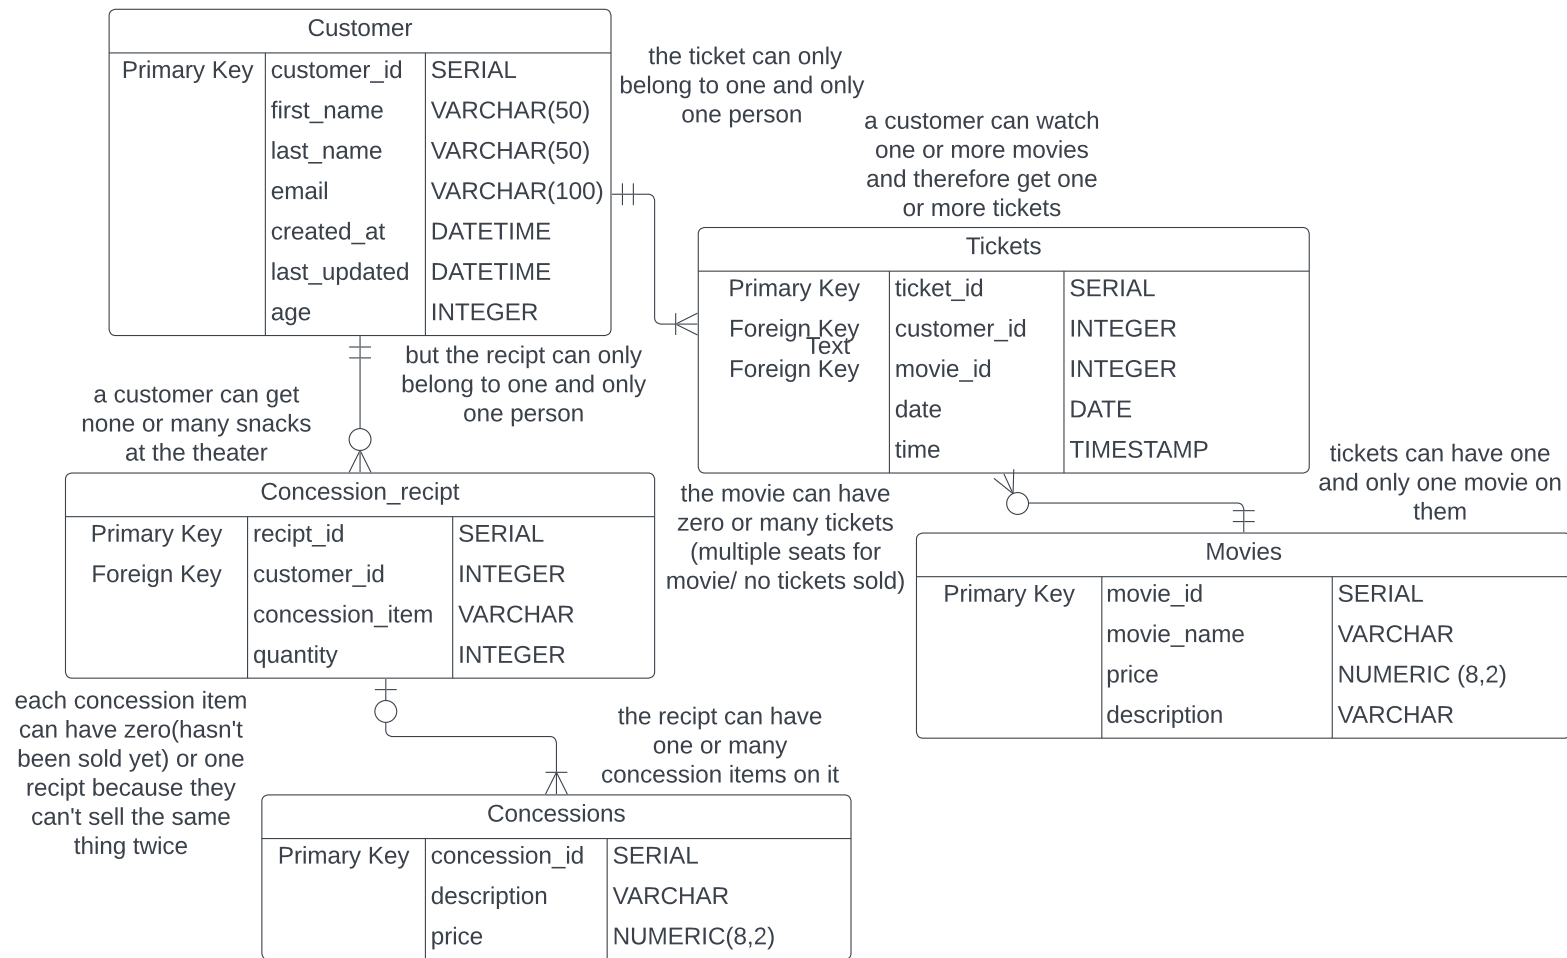 Customer
Primary Key customer_id SERIAL
first_name VARCHAR(50)
last_name VARCHAR(50)
email VARCHAR(100)
created_at DATETIME
last_updated DATETIME
age INTEGER
the ticket can only
belong to one and only
one person
a customer can watch
one or more movies
and therefore get one
or more tickets
Tickets
Primary Key ticket_id SERIAL
Foreign Key customer_id INTEGER
Text
Foreign Key movie_id INTEGER
date DATE
time TIMESTAMP
but the recipt can only
belong to one and only
one person
a customer can get
none or many snacks
at the theater
Concession_recipt
Primary Key recipt_id SERIAL
Foreign Key customer_id INTEGER
concession_item VARCHAR
quantity INTEGER
the movie can have
zero or many tickets
(multiple seats for
movie/ no tickets sold)
tickets can have one
and only one movie on
them
Movies
Primary Key movie_id SERIAL
movie_name VARCHAR
price NUMERIC (8,2)
description VARCHAR
each concession item
can have zero(hasn't
been sold yet) or one
recipt because they
can't sell the same
thing twice
the recipt can have
one or many
concession items on it
Concessions
Primary Key concession_id SERIAL
description VARCHAR
price NUMERIC(8,2)